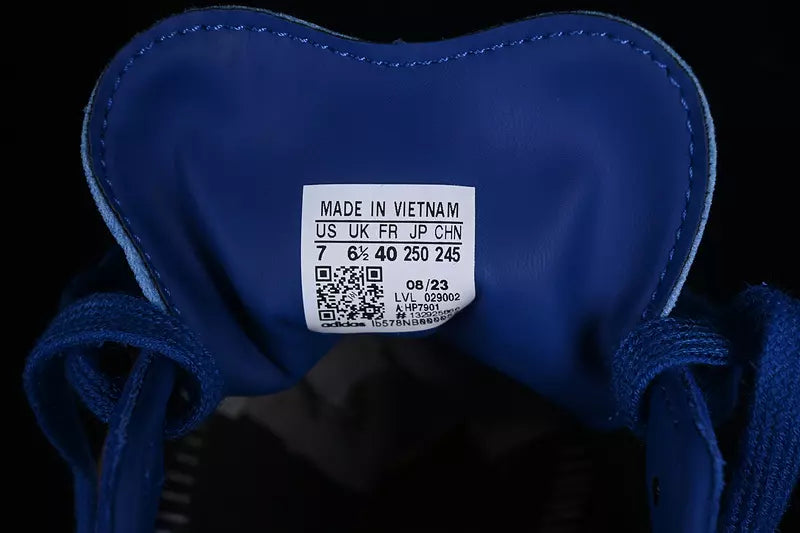 MADE IN VIETNAM
US UK FR JP CHN
7 6½ 40 250 245
08/23
LVL 029002
HP7901
adidas